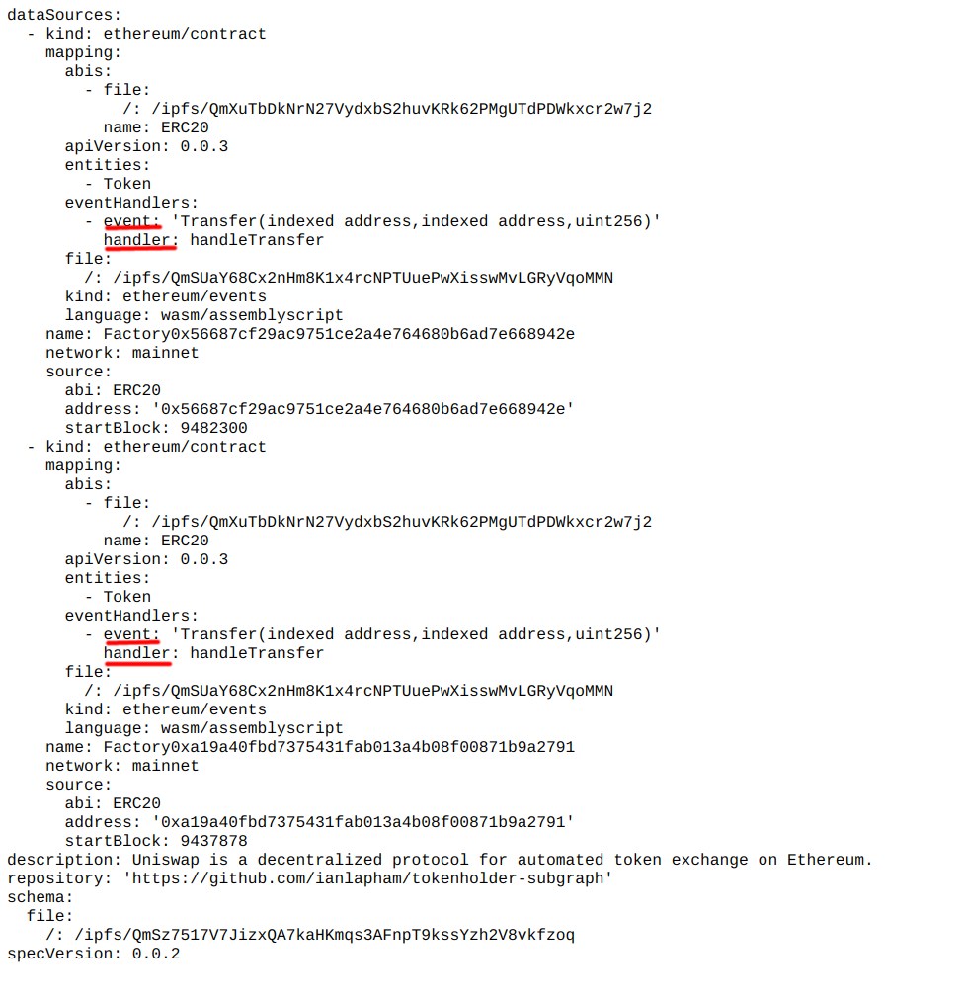 dataSources:
- kind: ethereum/contract
mapping:
abis:
- file:
/: /ipfs/QmXuTbDkNrN27VydxbS2huvKRk62PMgUTdPDWkxcr2w7j2
name: ERC20
apiVersion: 0.0.3
entities:
- Token
eventHandlers:
- event: 'Transfer(indexed address,indexed address,uint256)'
handler: handleTransfer
file:
/: /ipfs/QmSUaY68Cx2nHm8K1x4rcNPTUuePwXisswMvLGRyVqoMMN
kind: ethereum/events
language: wasm/assemblyscript
name: Factory0x56687cf29ac9751ce2a4e764680b6ad7e668942e
network: mainnet
source:
abi: ERC20
address: '0x56687cf29ac9751ce2a4e764680b6ad7e668942e'
startBlock: 9482300
- kind: ethereum/contract
mapping:
abis:
- file:
/: /ipfs/QmXuTbDkNrN27VydxbS2huvKRk62PMgUTdPDWkxcr2w7j2
name: ERC20
apiVersion: 0.0.3
entities:
- Token
eventHandlers:
- event: 'Transfer(indexed address,indexed address,uint256)'
handler: handleTransfer
file:
/: /ipfs/QmSUaY68Cx2nHm8K1x4rcNPTUuePwXisswMvLGRyVqoMMN
kind: ethereum/events
language: wasm/assemblyscript
name: Factory0xa19a40fbd7375431fab013a4b08f00871b9a2791
network: mainnet
source:
abi: ERC20
address: '0xa19a40fbd7375431fab013a4b08f00871b9a2791'
startBlock: 9437878
description: Uniswap is a decentralized protocol for automated token exchange on Ethereum.
repository: 'https://github.com/ianlapham/tokenholder-subgraph'
schema:
file:
/: /ipfs/QmSz7517V7JizxQA7kaHKmqs3AFnpT9kssYzh2V8vkfzoq
specVersion: 0.0.2